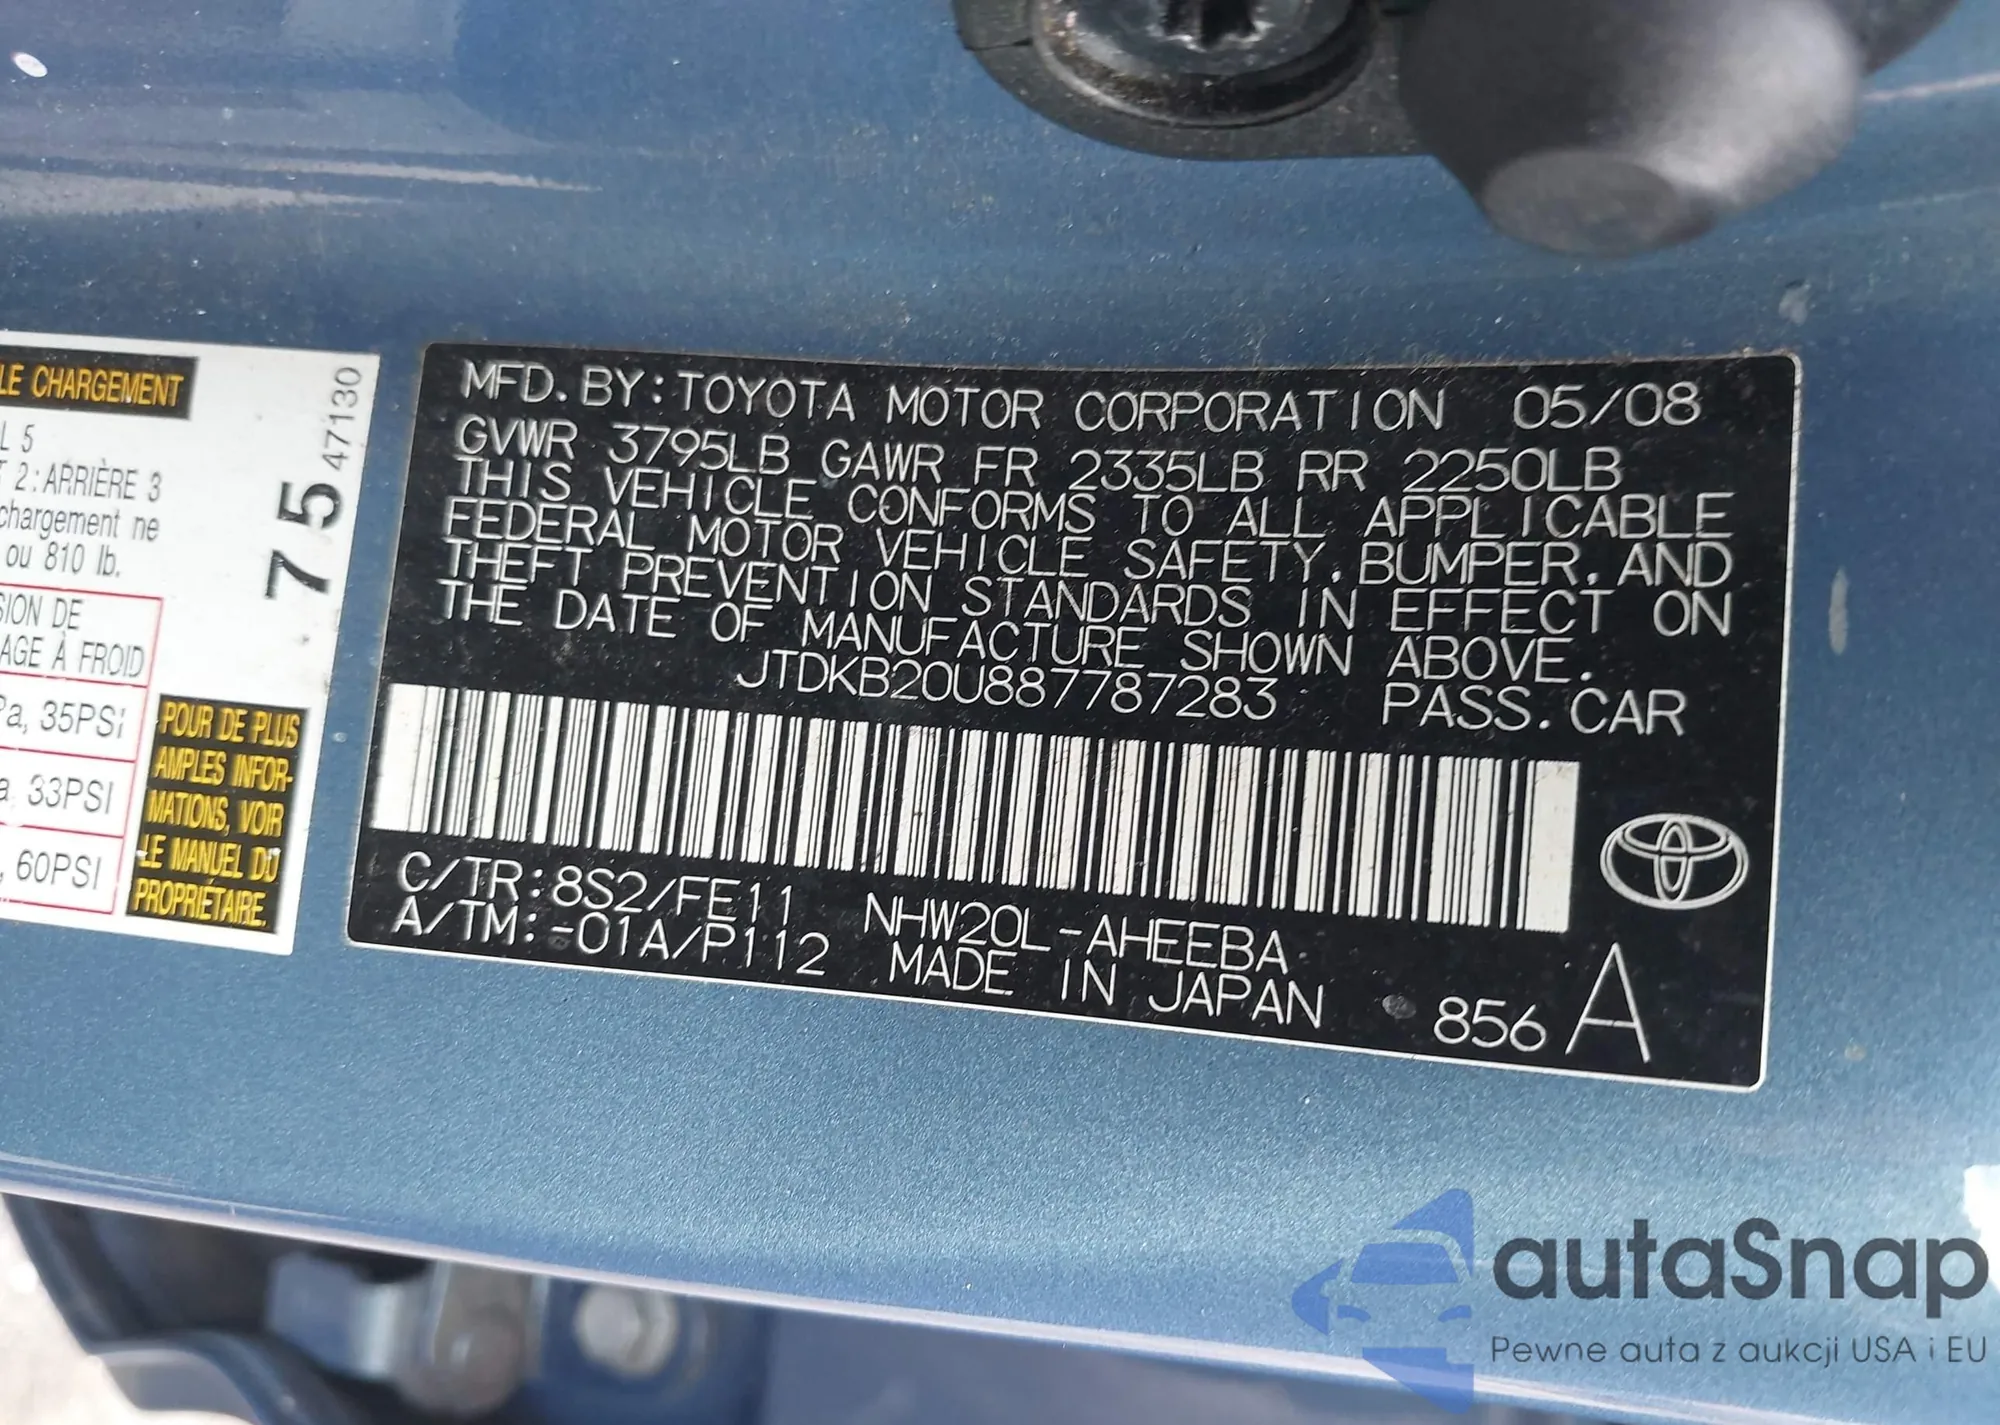 LE CHARGEMENT
L 5
T 2 : ARRIÈRE 3
chargement ne
ou 810 lb.
SION DE
AGE À FROID
Pa, 35PSI
a, 33PSI
, 60PSI
POUR DE PLUS
AMPLES INFOR-
MATIONS, VOIR
LE MANUEL DU
PROPRIÉTAIRE.
75
47130
MFD. BY: TOYOTA MOTOR CORPORATION 05/08
GVWR 3795LB GAWR FR 2335LB RR 2250LB
THIS VEHICLE CONFORMS TO ALL APPLICABLE
FEDERAL MOTOR VEHICLE SAFETY, BUMPER, AND
THEFT PREVENTION STANDARDS IN EFFECT ON
THE DATE OF MANUFACTURE SHOWN ABOVE.
JTDKB20U887787283 PASS. CAR
C/TR: 8S2/FE11 NHW20L-AHEEBA
A/TM: -01A/P112 MADE IN JAPAN 856 A
autaSnap
Pewne auta z aukcji USA i EU